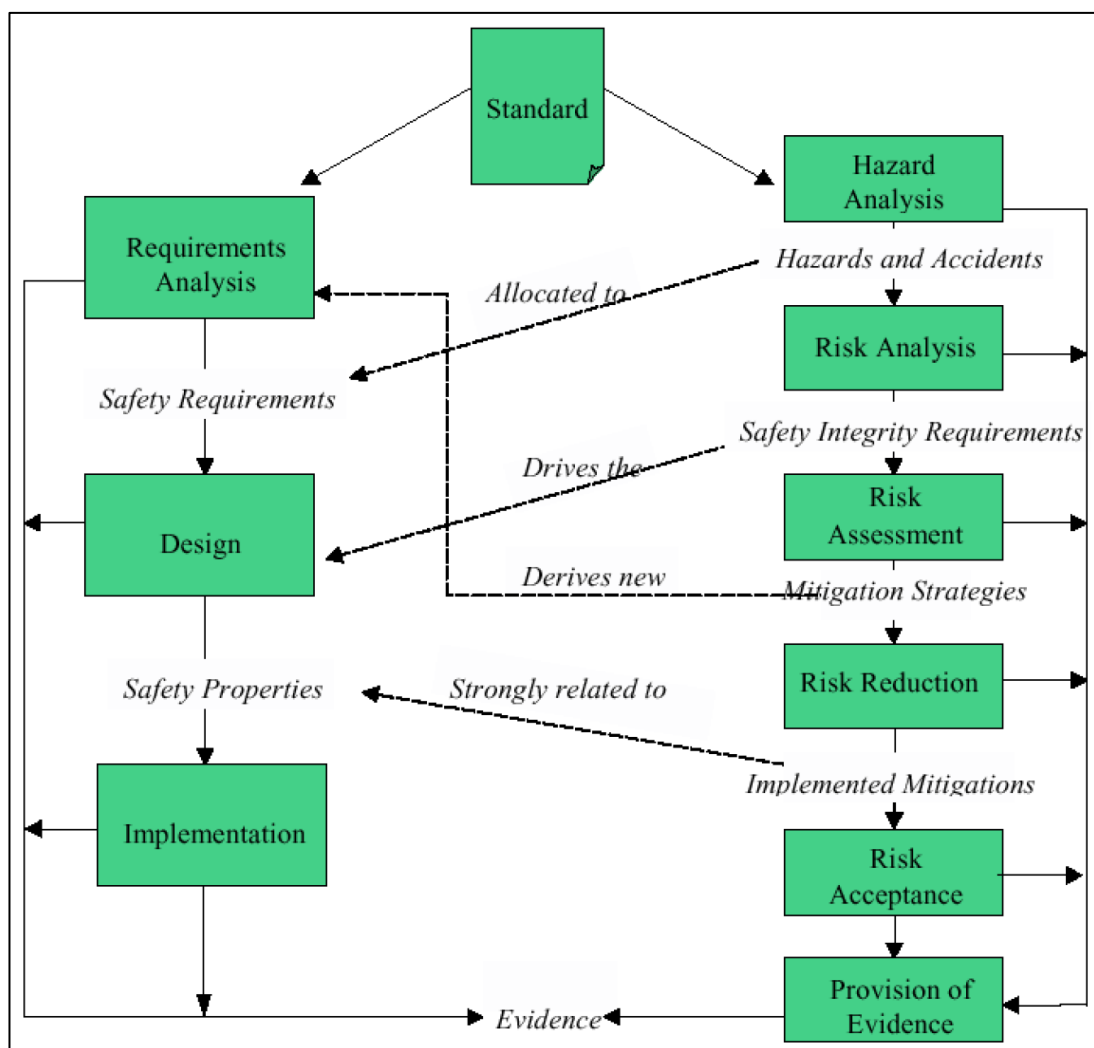 Standard
Hazard
Analysis
Requirements
Analysis
Hazards and Accidents
Allocated to
Risk Analysis
Safety Requirements
Safety Integrity Requirements
Drives the
Risk
Assessment
Design
Derives new
Mitigation Strategies
Risk Reduction
Safety Properties
Strongly related to
Implemented Mitigations
Implementation
Risk
Acceptance
Provision of
Evidence
Evidence